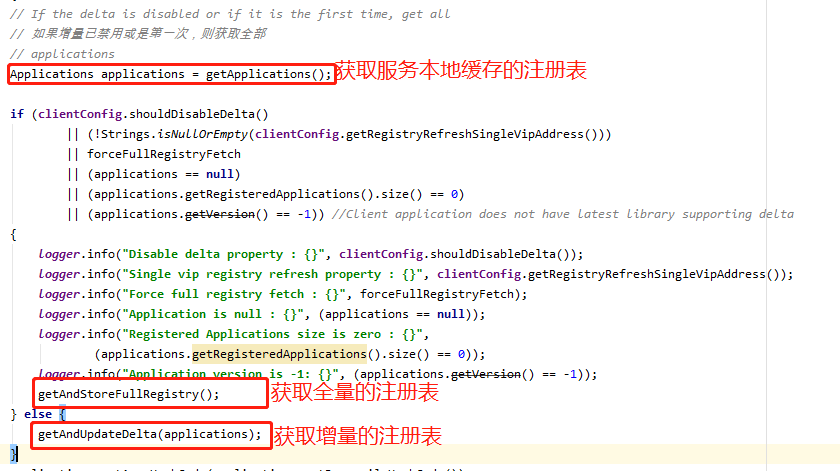 // If the delta is disabled or if it is the first time, get all
// 如果增量已禁用或是第一次，则获取全部
// applications
Applications applications = getApplications(); 获取服务本地缓存的注册表
if (clientConfig.shouldDisableDelta()
|| (!Strings.isNullOrEmpty(clientConfig.getRegistryRefreshSingleVipAddress()))
|| forceFullRegistryFetch
|| (applications == null)
|| (applications.getRegisteredApplications().size() == 0)
|| (applications.getVersion() == -1)) //Client application does not have latest library supporting delta
{
logger.info("Disable delta property : {}", clientConfig.shouldDisableDelta());
logger.info("Single vip registry refresh property : {}", clientConfig.getRegistryRefreshSingleVipAddress());
logger.info("Force full registry fetch : {}", forceFullRegistryFetch);
logger.info("Application is null : {}", (applications == null));
logger.info("Registered Applications size is zero : {}",
(applications.getRegisteredApplications().size() == 0));
logger.info("Application version is -1: {}", (applications.getVersion() == -1));
getAndStoreFullRegistry(); 获取全量的注册表
} else {
getAndUpdateDelta(applications); 获取增量的注册表
}